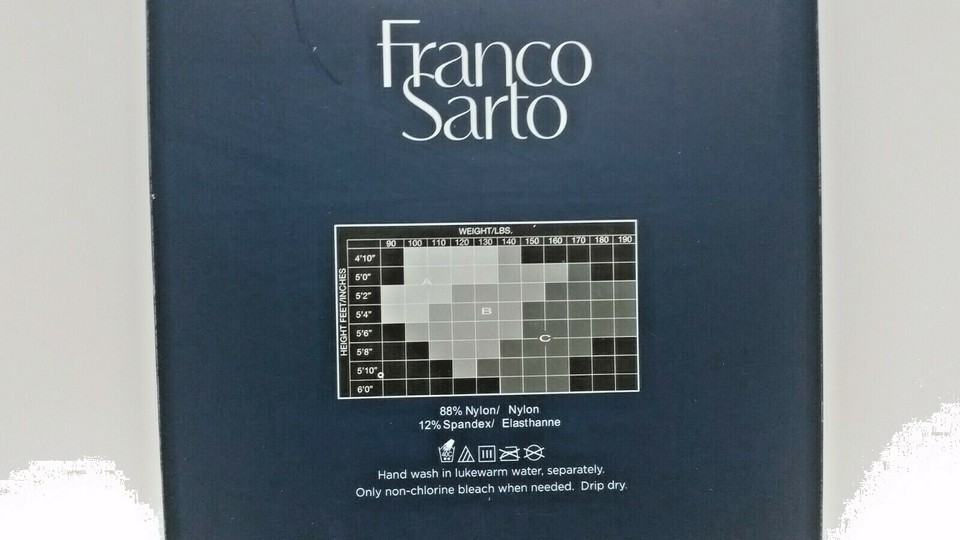 Franco
Sarto
WEIGHT/LBS.
90 100 110 120 130 140 150 160 170 180 190
HEIGHT FEET/INCHES
4'10"
5'0"
5'2"
5'4"
5'6"
5'8"
5'10"
6'0"
A
B
C
88% Nylon/ Nylon
12% Spandex/ Elasthanne
Hand wash in lukewarm water, separately.
Only non-chlorine bleach when needed. Drip dry.